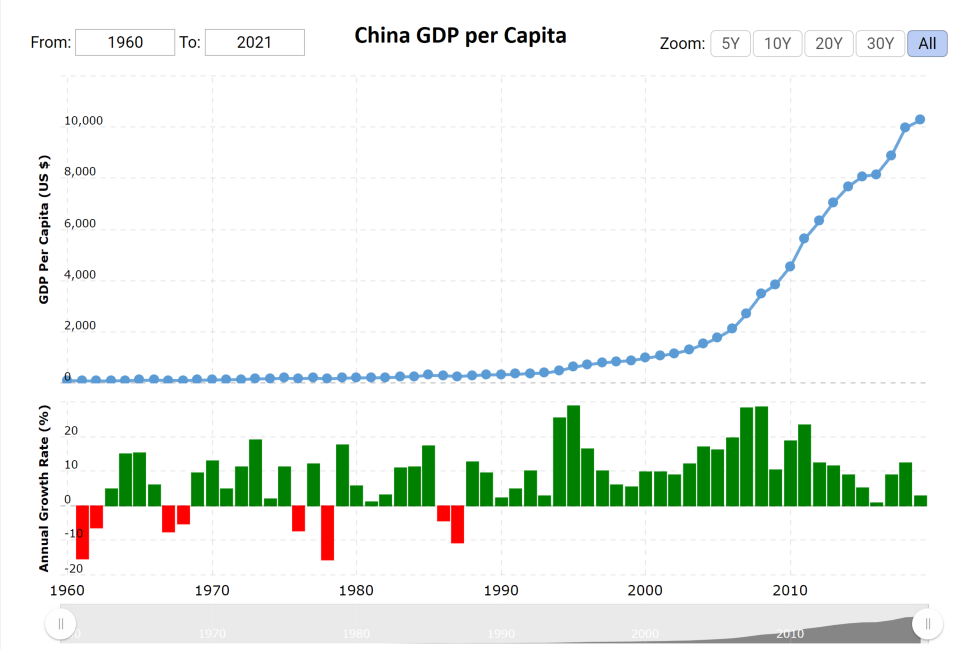 China GDP per Capita
From: 1960 To: 2021
Zoom: 5Y 10Y 20Y 30Y All
GDP Per Capita (US $)
10,000
8,000
6,000
4,000
2,000
0
Annual Growth Rate (%)
20
10
0
-10
-20
1960 1970 1980 1990 2000 2010
1970 1980 1990 2000 2010